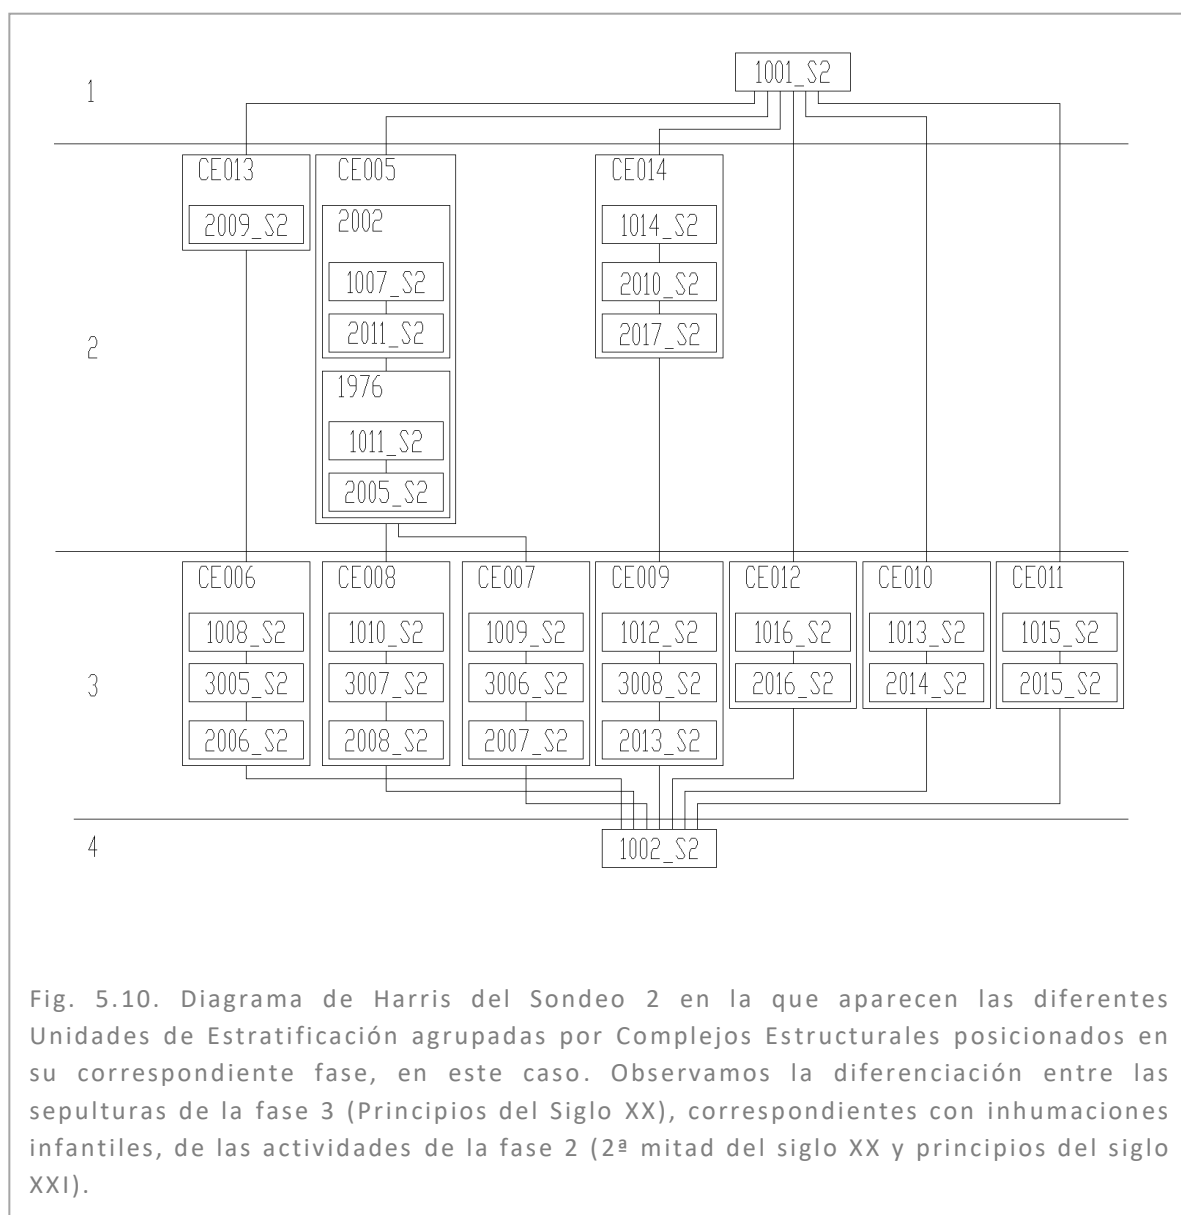 1001_S2
1
CE013 CE005 CE014
2009_S2 2002 1014_S2
1007_S2 2010_S2
2011_S2 2017_S2
2
1976
1011_S2
2005_S2
CE006 CE008 CE007 CE009 CE012 CE010 CE011
1008_S2 1010_S2 1009_S2 1012_S2 1016_S2 1013_S2 1015_S2
3 3005_S2 3007_S2 3006_S2 3008_S2 2016_S2 2014_S2 2015_S2
2006_S2 2008_S2 2007_S2 2013_S2
4 1002_S2
Fig. 5.10. Diagrama de Harris del Sondeo 2 en la que aparecen las diferentes
Unidades de Estratificación agrupadas por Complejos Estructurales posicionados en
su correspondiente fase, en este caso. Observamos la diferenciación entre las
sepulturas de la fase 3 (Principios del Siglo XX), correspondientes con inhumaciones
infantiles, de las actividades de la fase 2 (2ª mitad del siglo XX y principios del siglo
XXI).